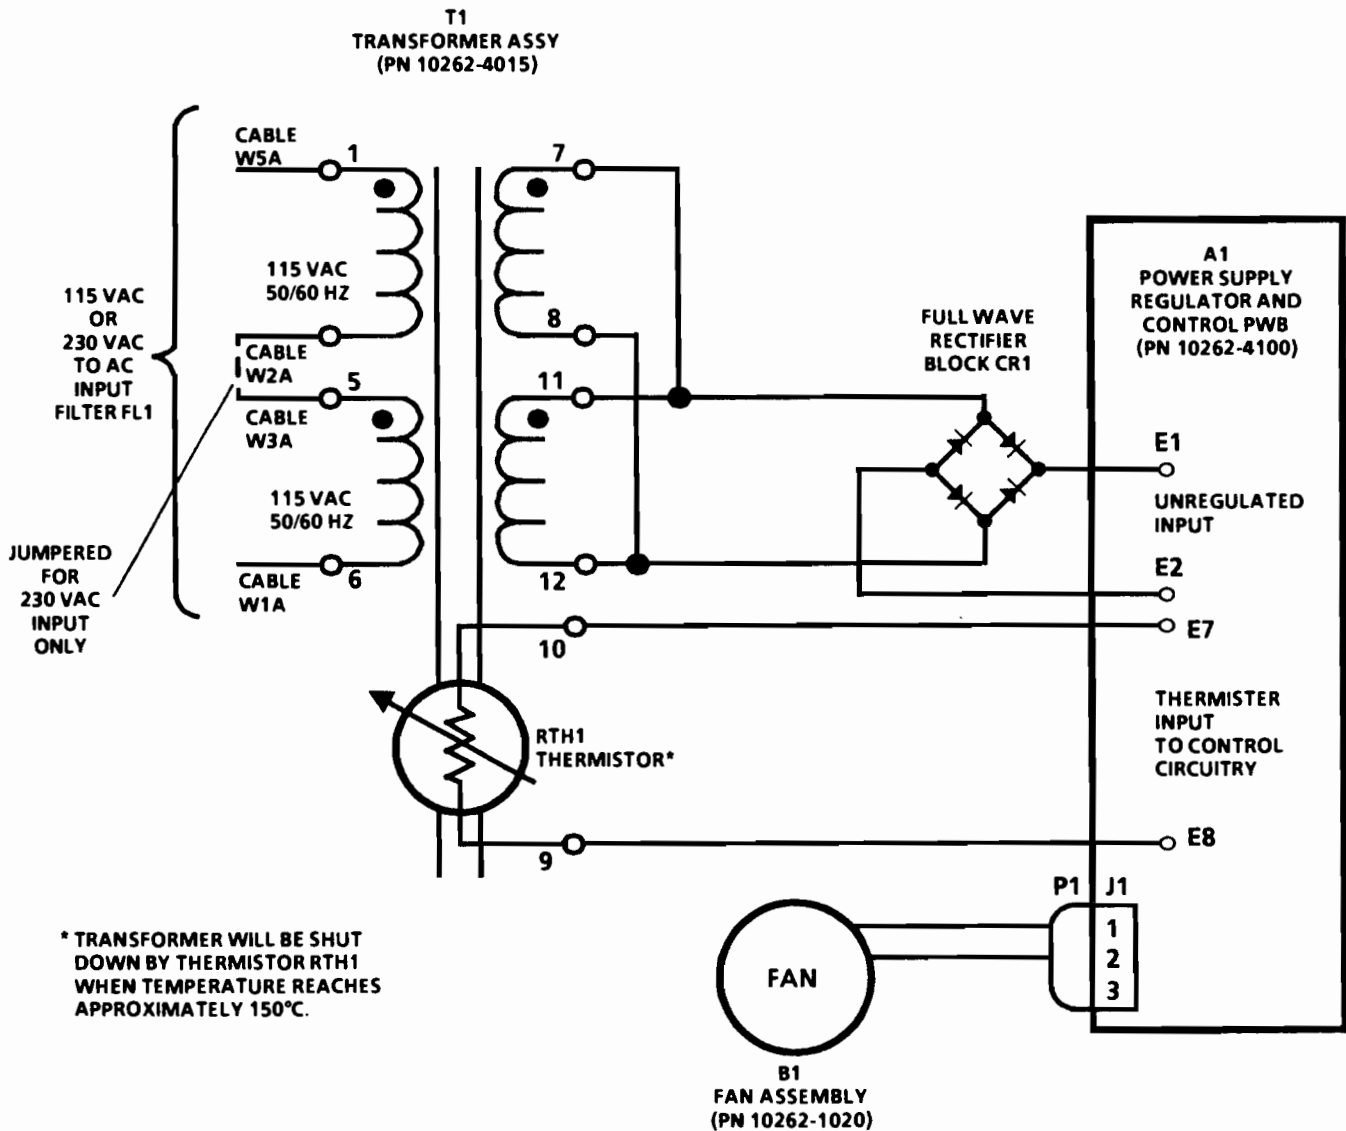 T1
TRANSFORMER ASSY
(PN 10262-4015)
CABLE
W5A
1
7
115 VAC
50/60 HZ
8
CABLE
W2A
5
11
CABLE
W3A
115 VAC
50/60 HZ
6
12
CABLE
W1A
115 VAC
OR
230 VAC
TO AC
INPUT
FILTER FL1
JUMPERED
FOR
230 VAC
INPUT
ONLY
10
RTH1
THERMISTOR*
9
FULL WAVE
RECTIFIER
BLOCK CR1
A1
POWER SUPPLY
REGULATOR AND
CONTROL PWB
(PN 10262-4100)
E1
UNREGULATED
INPUT
E2
E7
THERMISTER
INPUT
TO CONTROL
CIRCUITRY
E8
P1 J1
1
2
3
FAN
B1
FAN ASSEMBLY
(PN 10262-1020)
* TRANSFORMER WILL BE SHUT
DOWN BY THERMISTOR RTH1
WHEN TEMPERATURE REACHES
APPROXIMATELY 150°C.